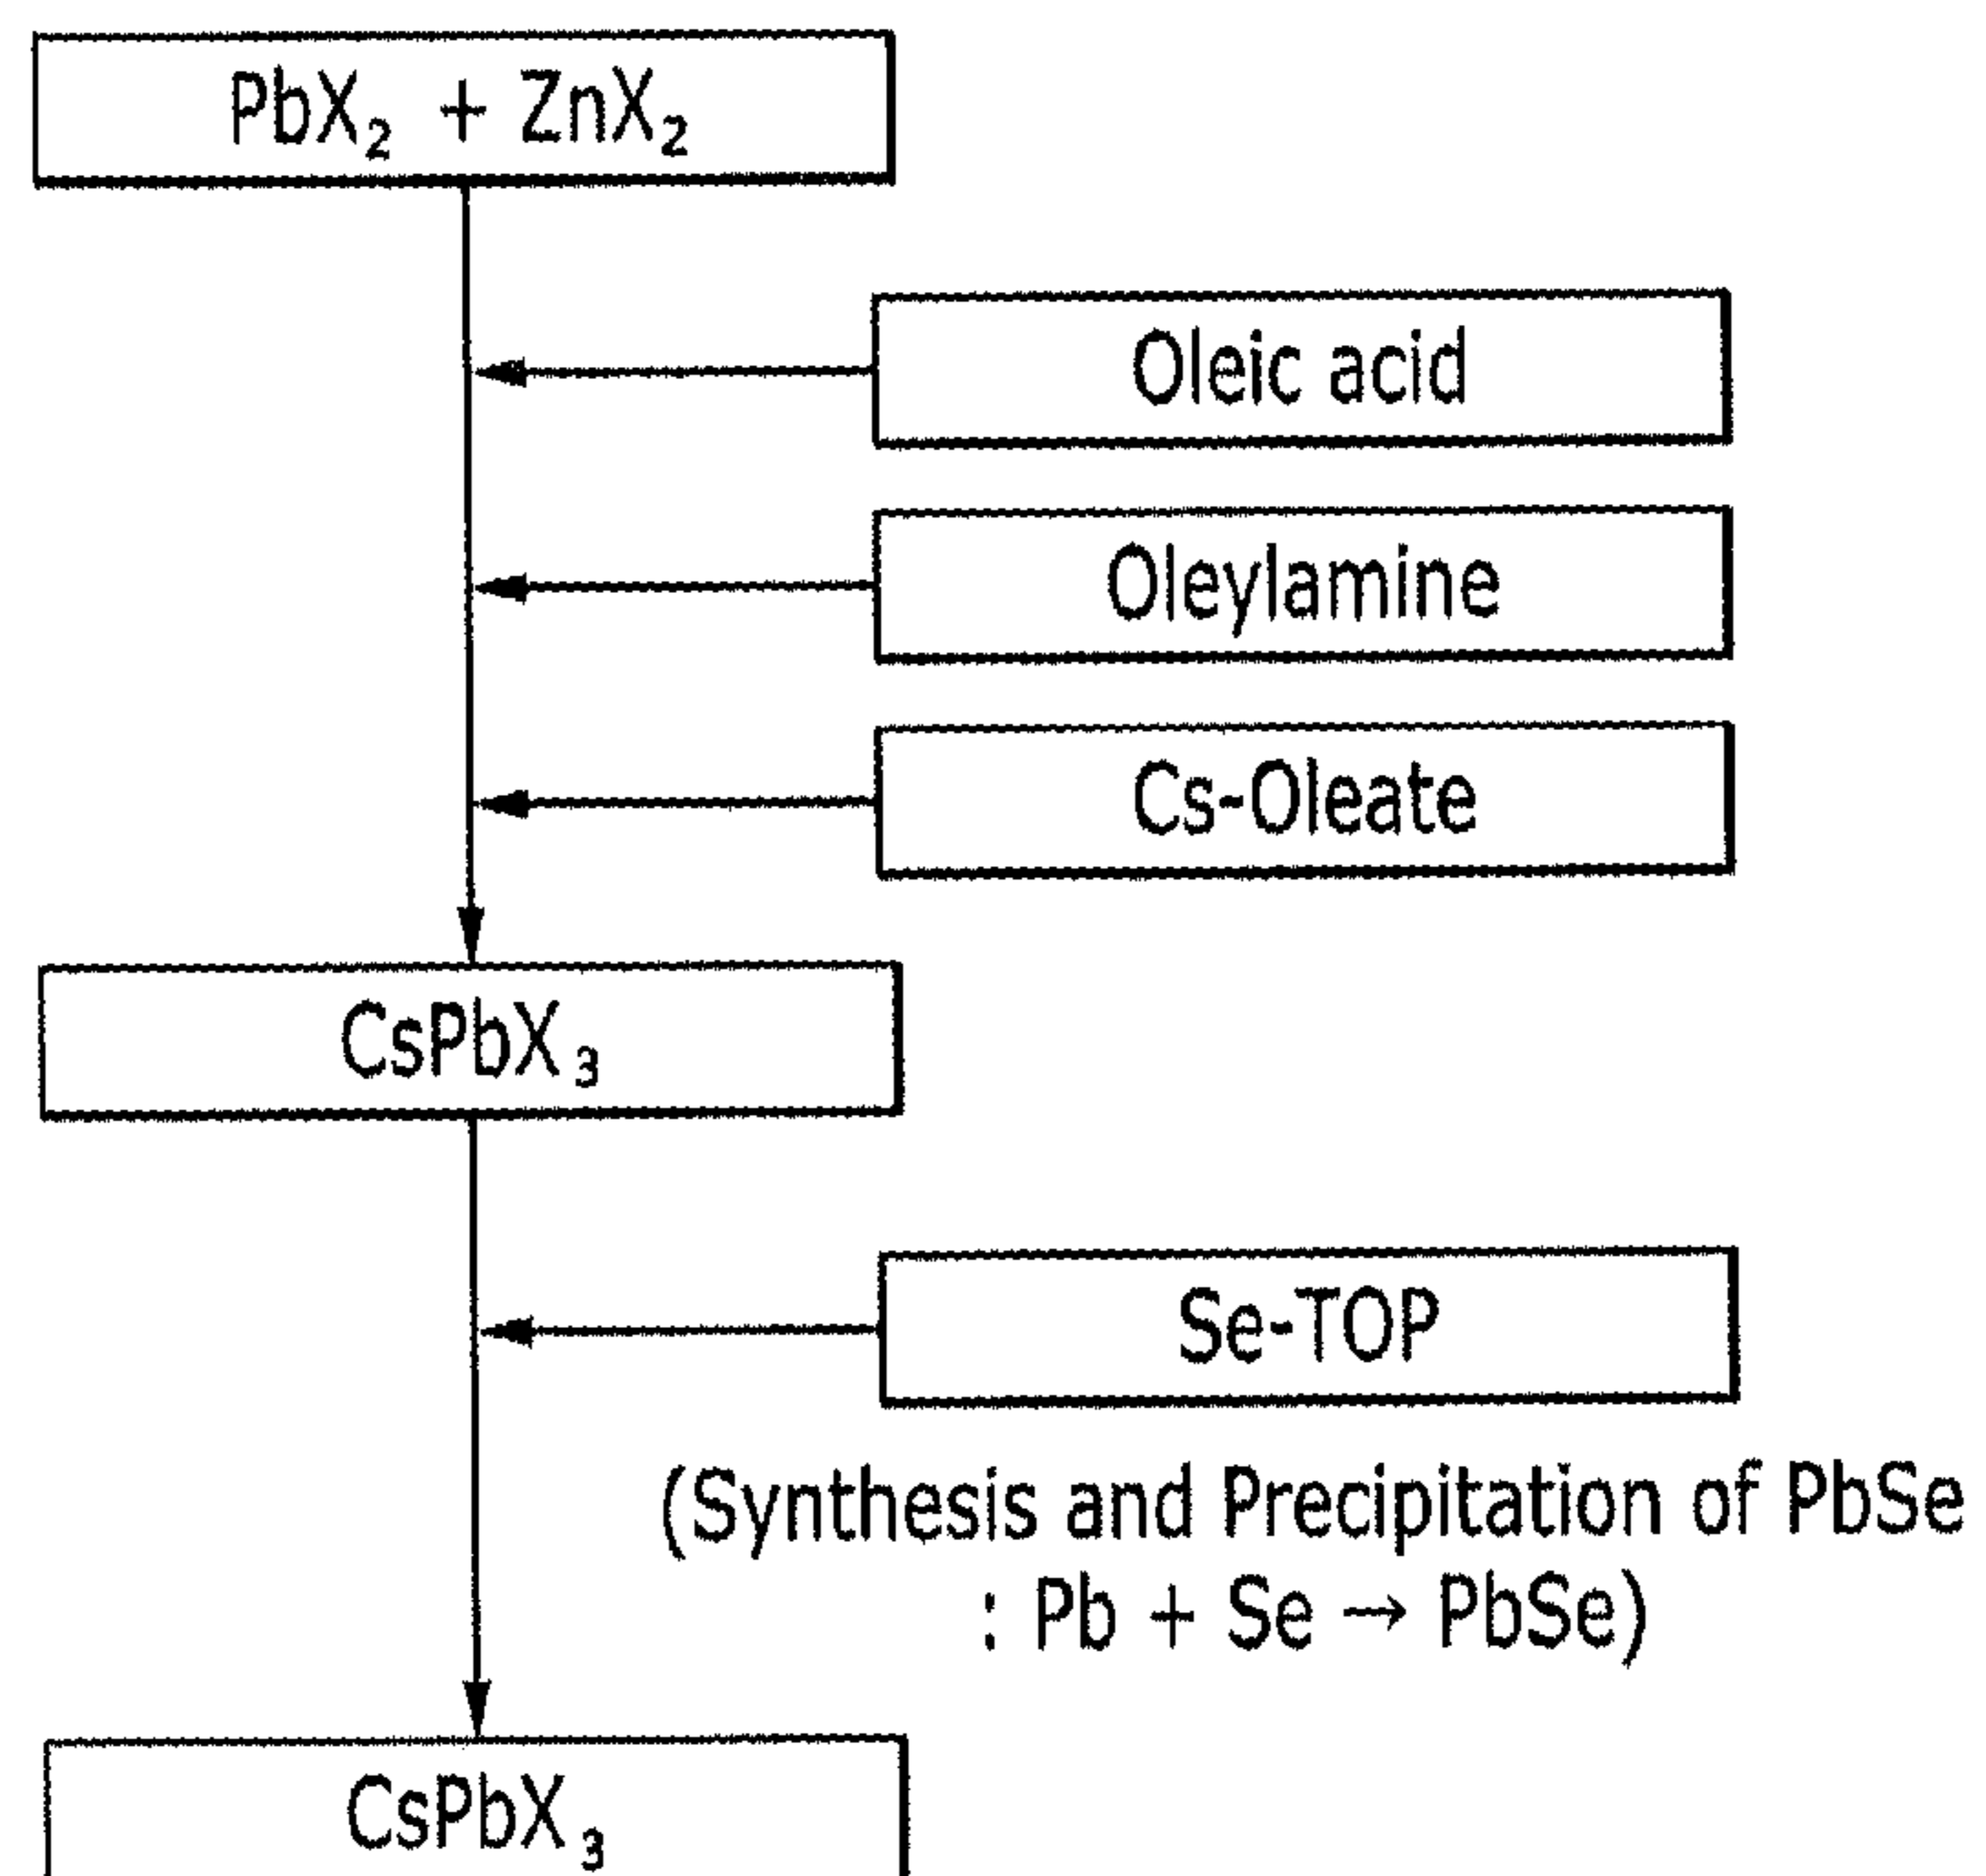 PbX₂ + ZnX₂
Oleic acid
Oleylamine
Cs-Oleate
CsPbX₃
Se-TOP
(Synthesis and Precipitation of PbSe
: Pb + Se → PbSe)
CsPbX₃